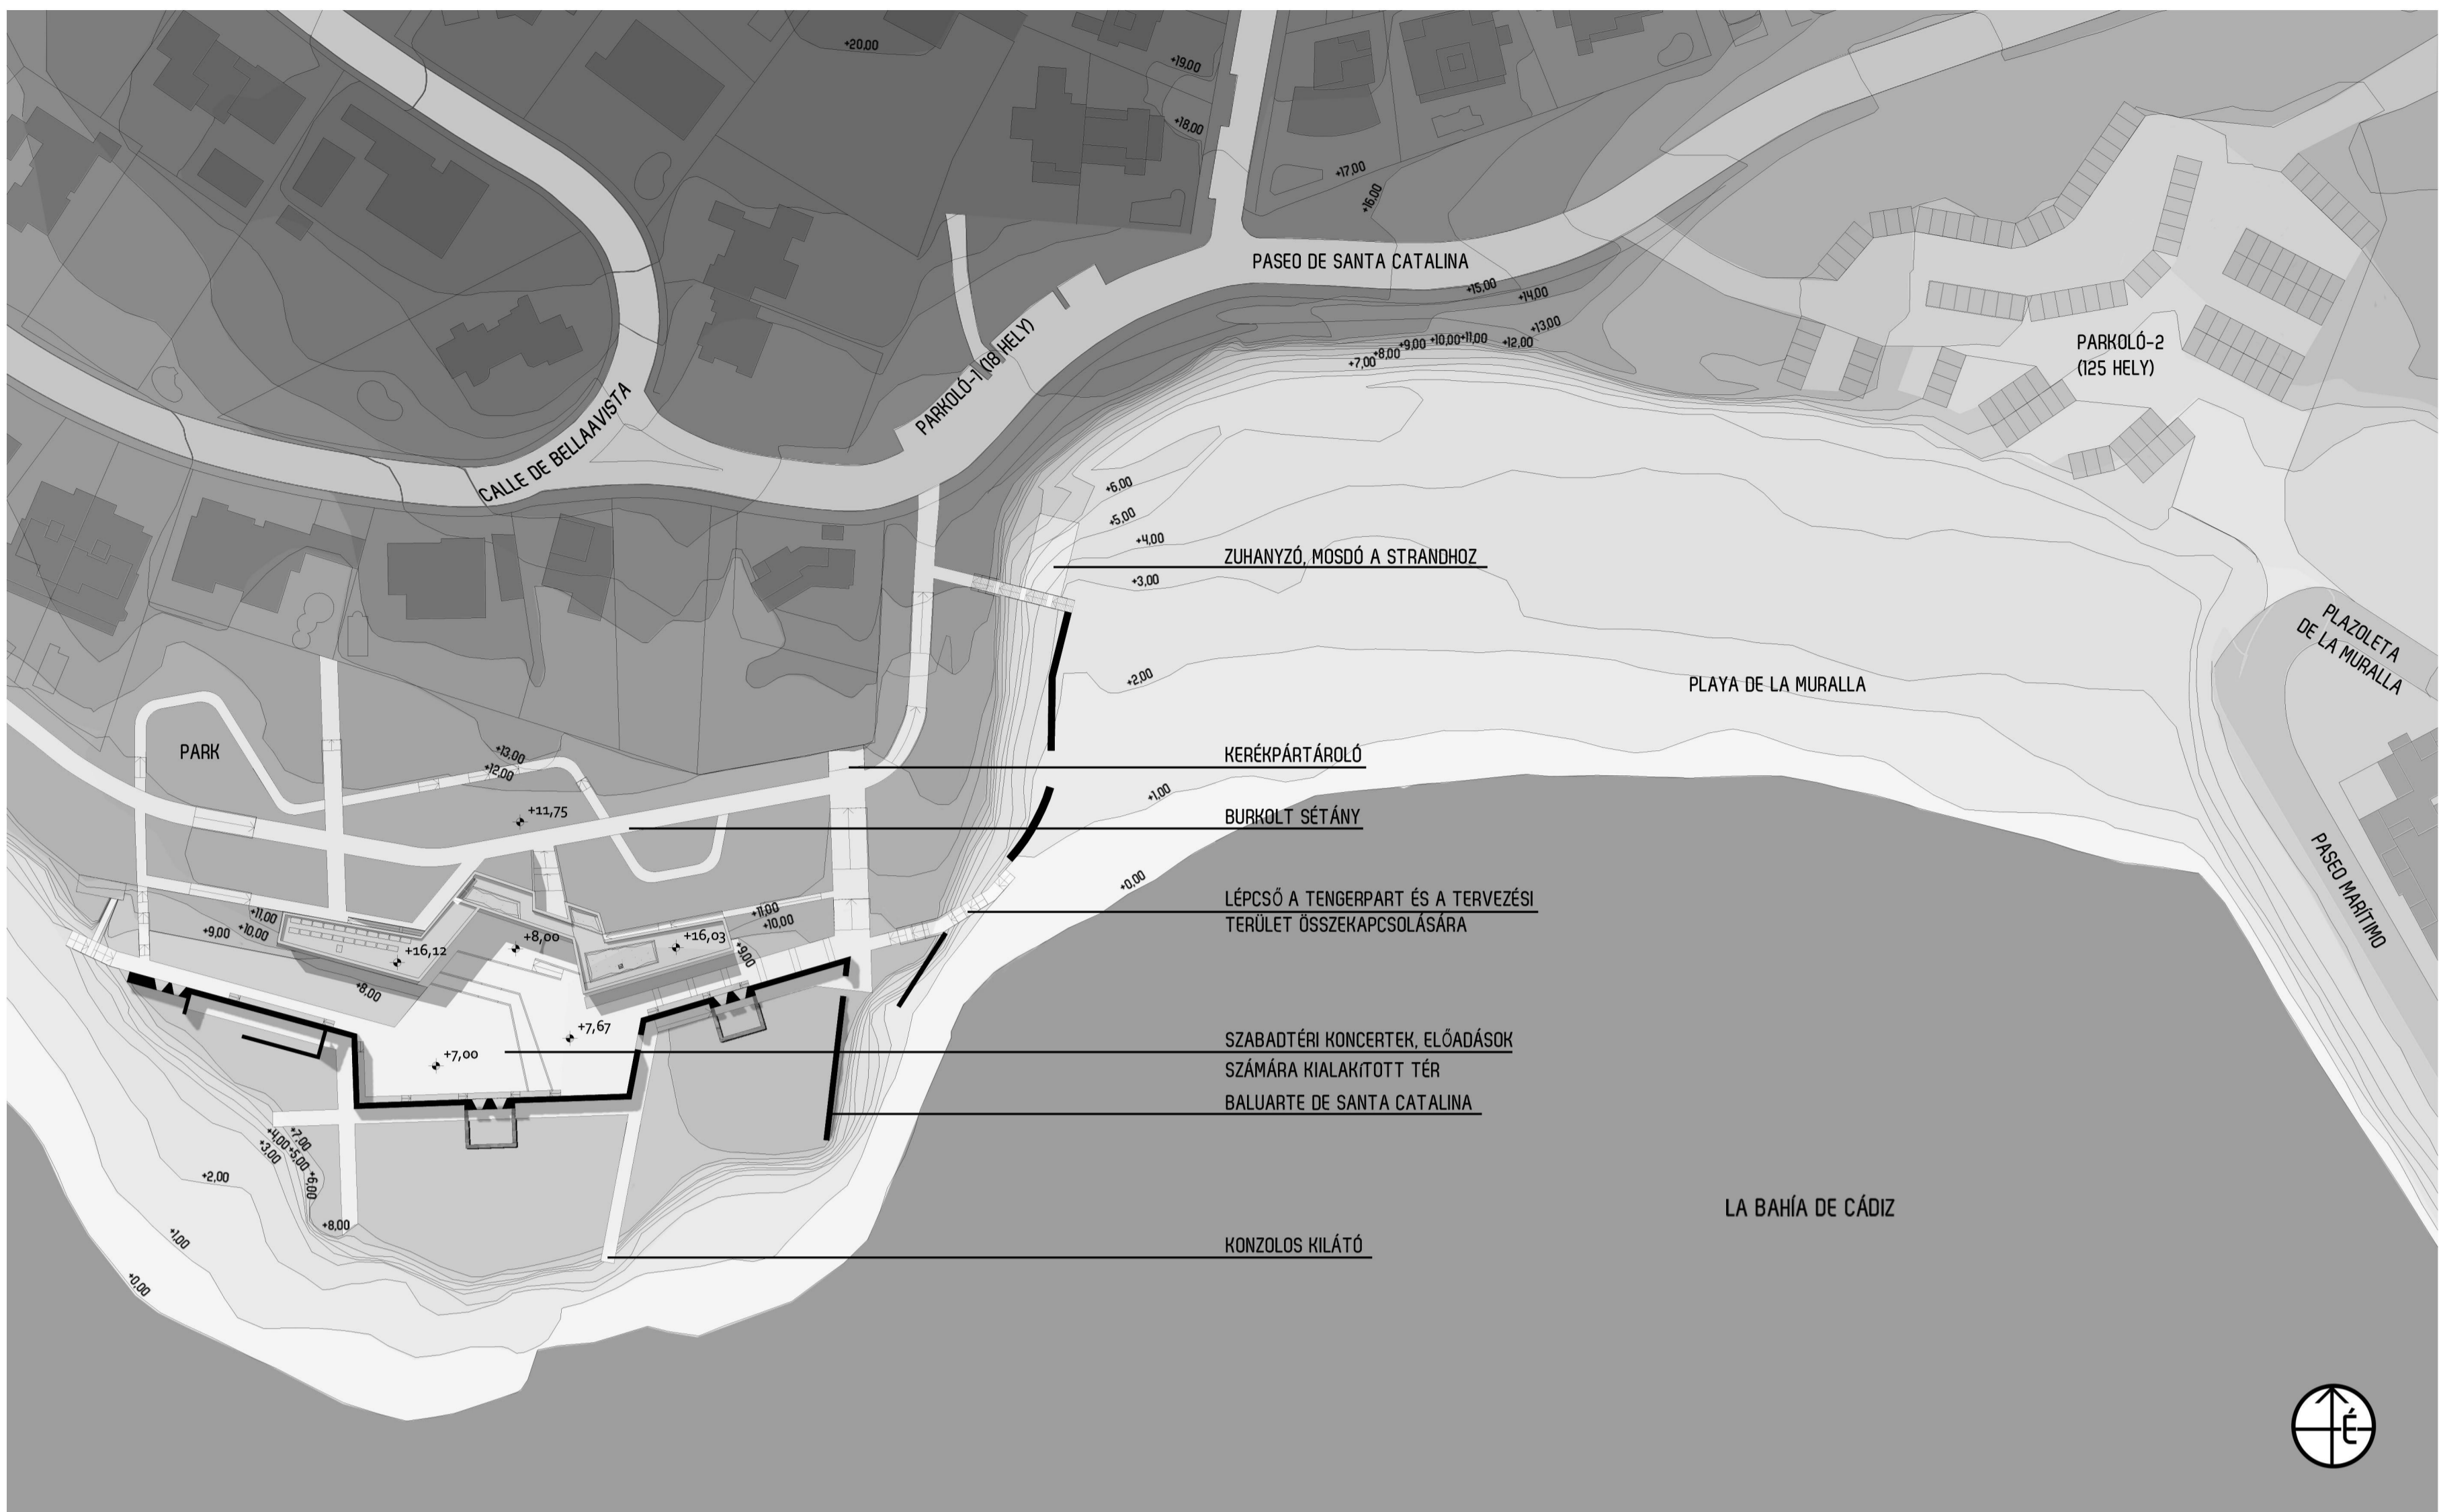 +20,00
+19,00
+18,00
+17,00
+16,00
PASEO DE SANTA CATALINA
+15,00
+14,00
+13,00
+12,00
+11,00
+10,00
+9,00
+8,00
+7,00
PARKOLÓ-1 (18 HELY)
PARKOLÓ-2
(125 HELY)
CALLE DE BELLAAVISTA
+6,00
+5,00
+4,00
ZUHANYZÓ, MOSDÓ A STRANDHOZ
+3,00
+2,00
PLAZOLETA
DE LA MURALLA
PLAYA DE LA MURALLA
PARK
+13,00
+12,00
KERÉKPÁRTÁROLÓ
+1,00
+11,75
BURKOLT SÉTÁNY
PASEO MARÍTIMO
+0,00
LÉPCSŐ A TENGERPART ÉS A TERVEZÉSI
TERÜLET ÖSSZEKAPCSOLÁSÁRA
+11,00
+10,00
+9,00
+11,00
+10,00
+9,00
+8,00
+16,03
+16,12
+8,00
+7,67
+7,00
SZABADTÉRI KONCERTEK, ELŐADÁSOK
SZÁMÁRA KIALAKÍTOTT TÉR
BALUARTE DE SANTA CATALINA
+7,00
+4,00
+5,00
+3,00
+6,00
+2,00
+8,00
+1,00
+0,00
LA BAHÍA DE CÁDIZ
KONZOLOS KILÁTÓ
É